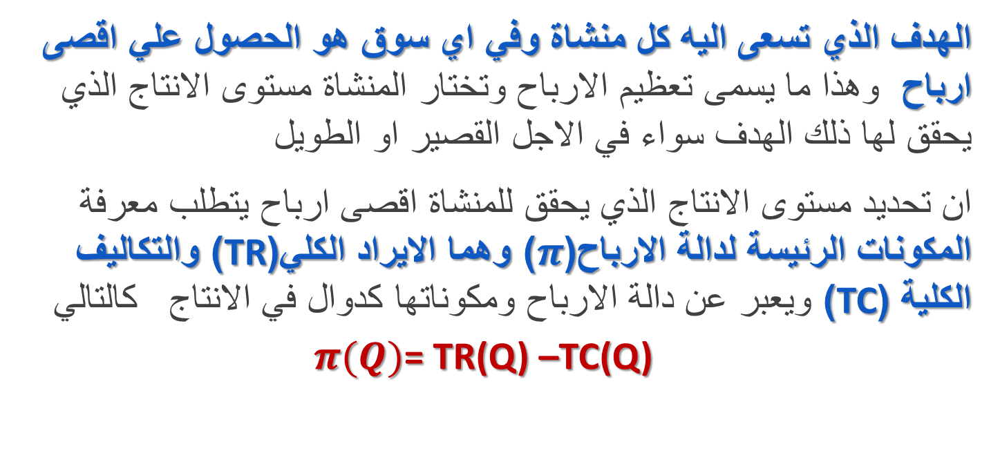 الهدف الذي تسعى اليه كل منشاة وفي اي سوق هو الحصول علي اقصى
ارباح وهذا ما يسمى تعظيم الارباح وتختار المنشاة مستوى الانتاج الذي
يحقق لها ذلك الهدف سواء في الاجل القصير او الطويل
ان تحديد مستوى الانتاج الذي يحقق للمنشاة اقصى ارباح يتطلب معرفة
المكونات الرئيسة لدالة الارباح(π) وهما الايراد الكلي(TR) والتكاليف
الكلية (TC) ويعبر عن دالة الارباح ومكوناتها كدوال في الانتاج كالتالي
π(Q)= TR(Q) –TC(Q)